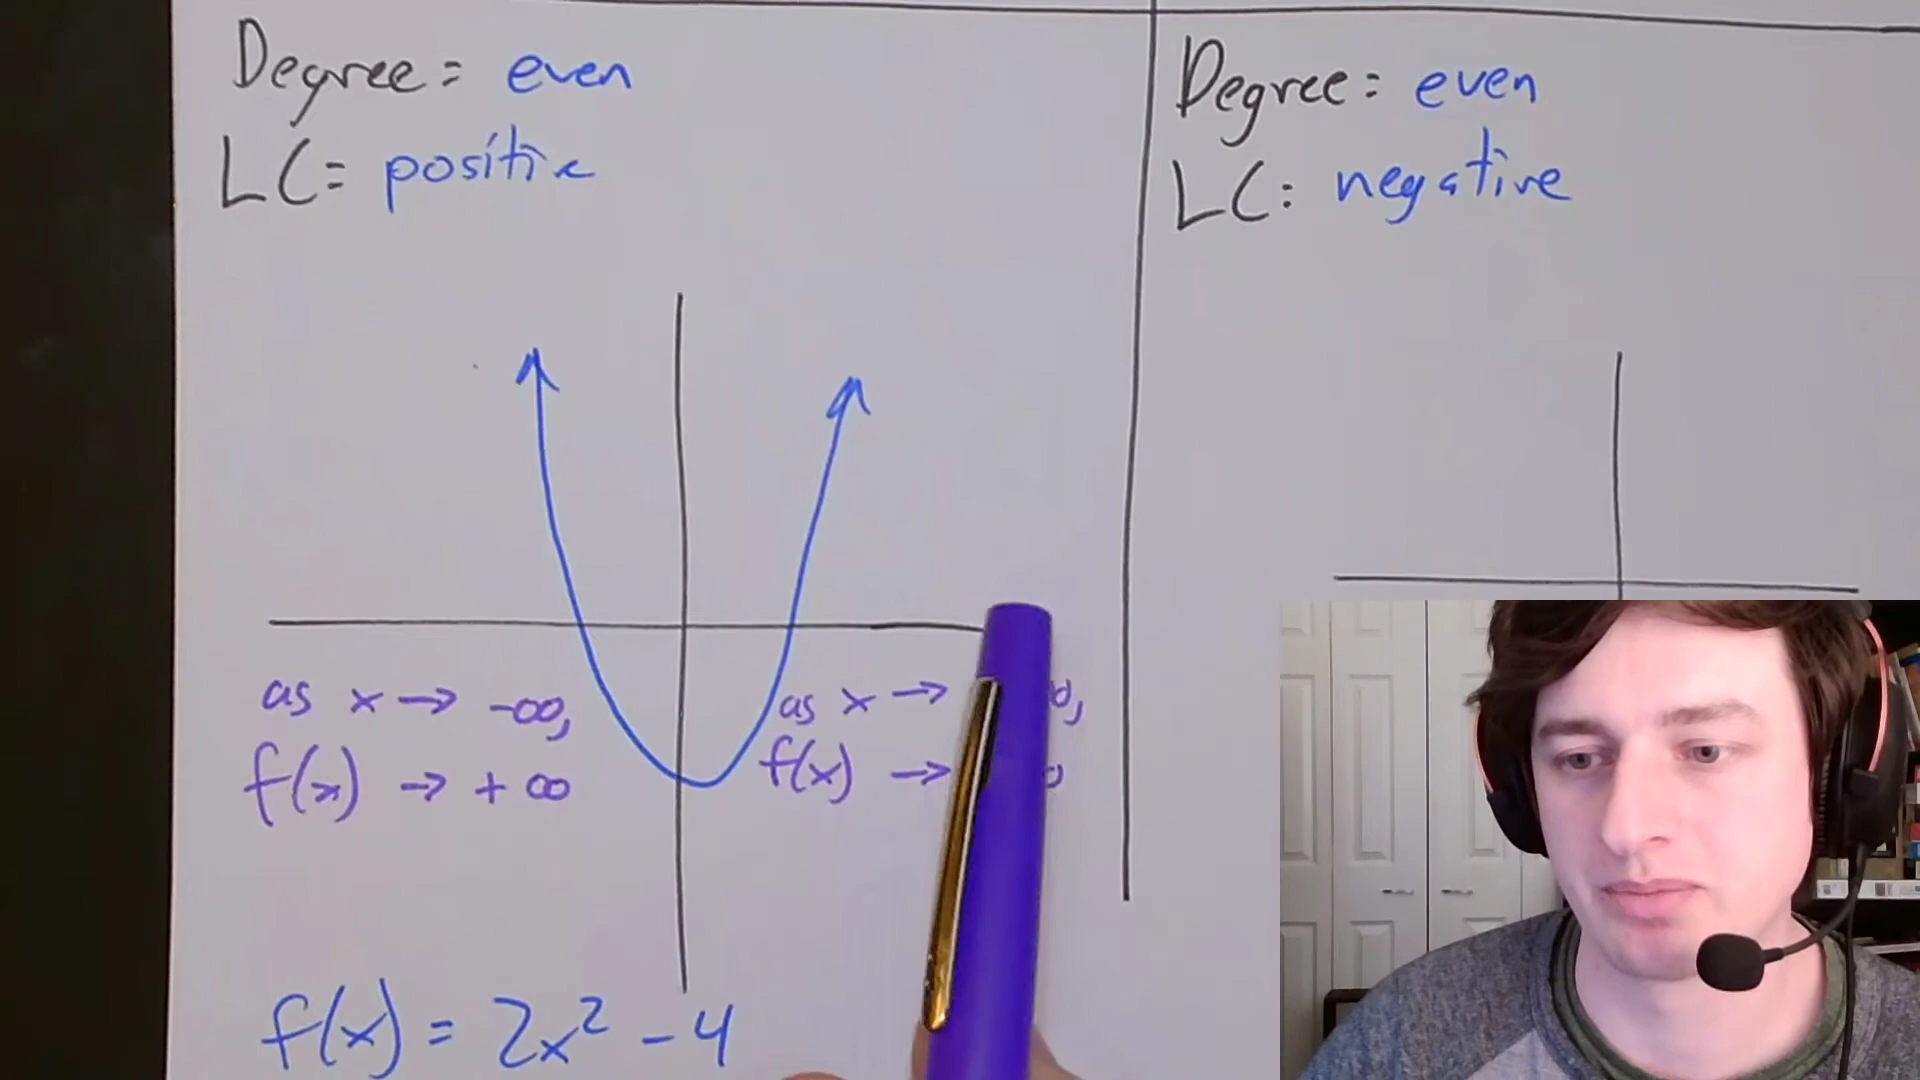 Degree = even
LC = positive
as x → -∞,
f(x) → + ∞
as x →
f(x) →
f(x) = 2x² - 4
Degree: even
LC: negative